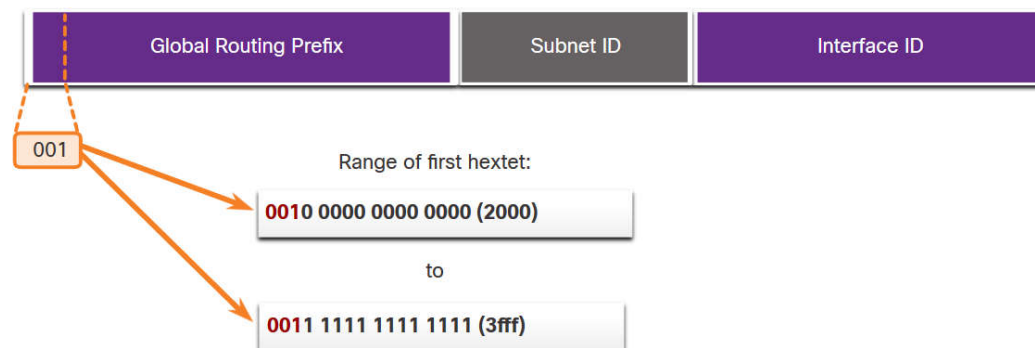 Global Routing Prefix Subnet ID Interface ID
001
Range of first hextet:
0010 0000 0000 0000 (2000)
to
0011 1111 1111 1111 (3fff)